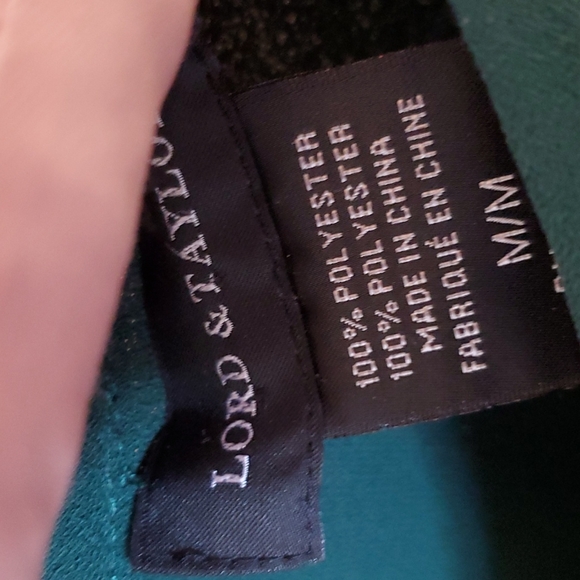 LORD & TAYLO
100% POLYESTER
100% POLYESTER
MADE IN CHINA
FABRIQUÉ EN CHINE
M/M